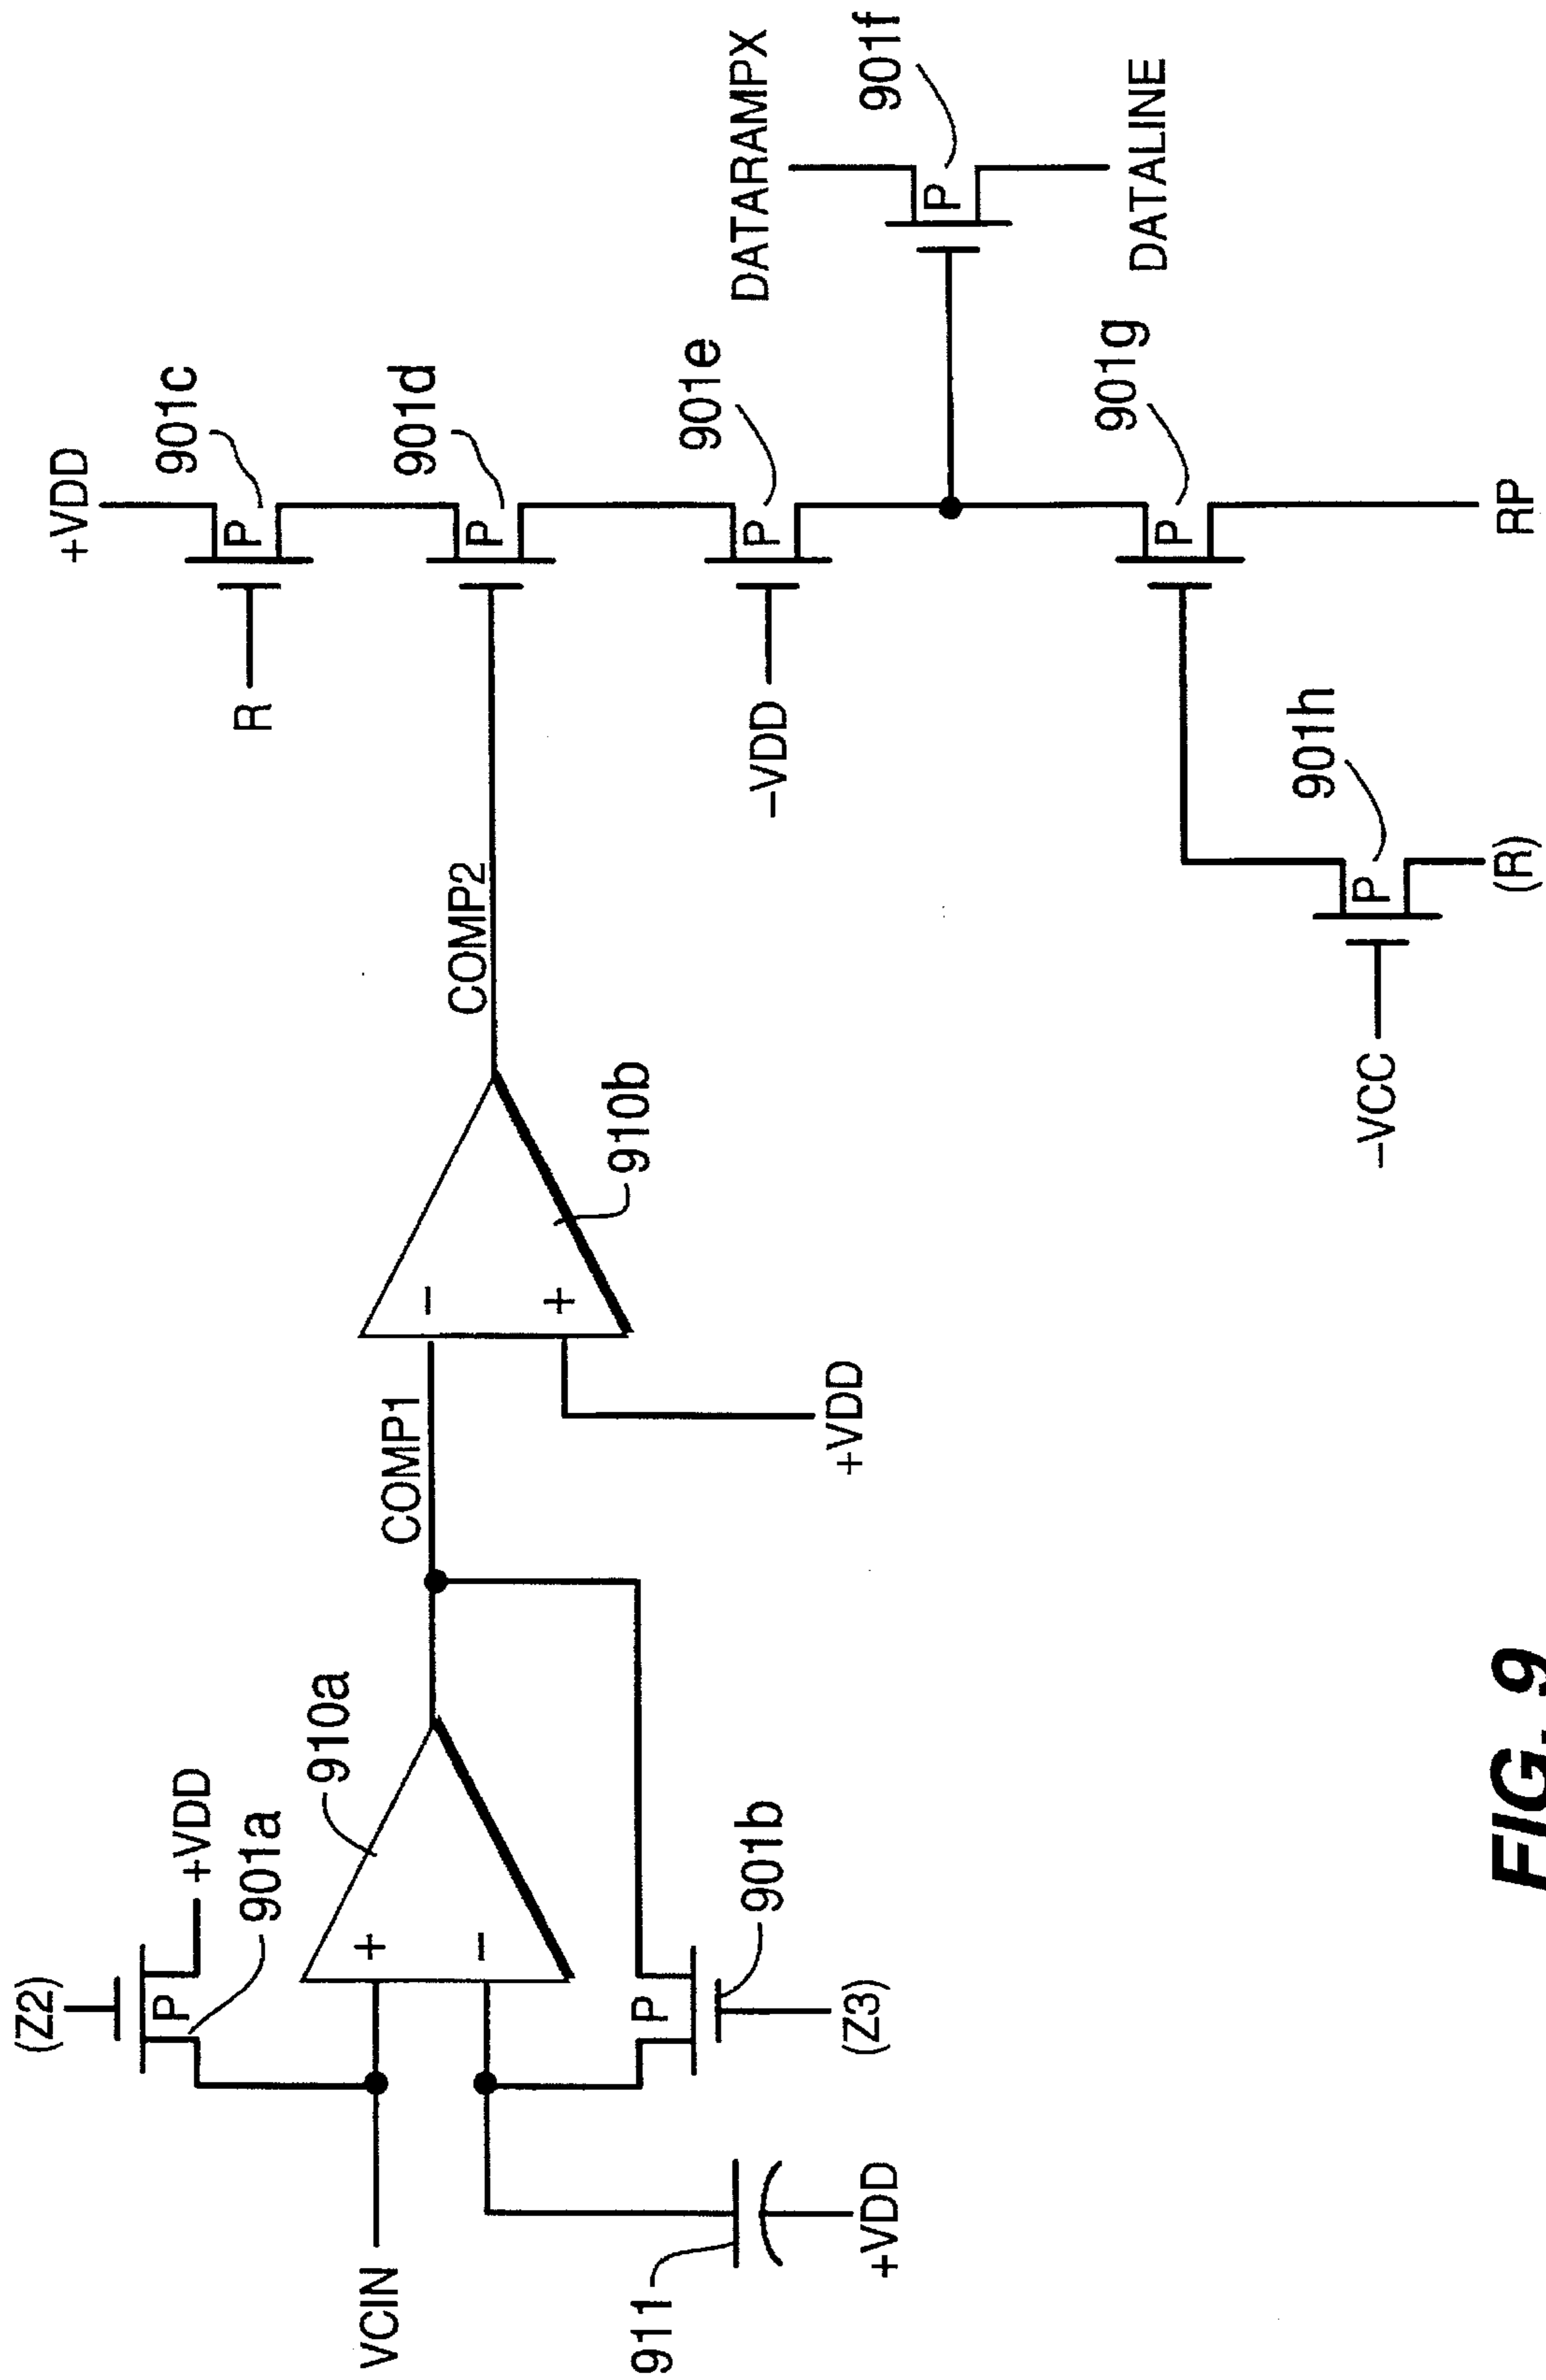 +VDD
R
P
901c
COMP2
P
901d
-VDD
P
901e
DATARAMPX
P
901f
DATALINE
P
901g
RP
-VCC
P
901h
(R)
(Z2)
P
+VDD
901a
VCIN
+
-
910a
COMP1
-
+
910b
+VDD
P
901b
(Z3)
911
+VDD
FIG. 9